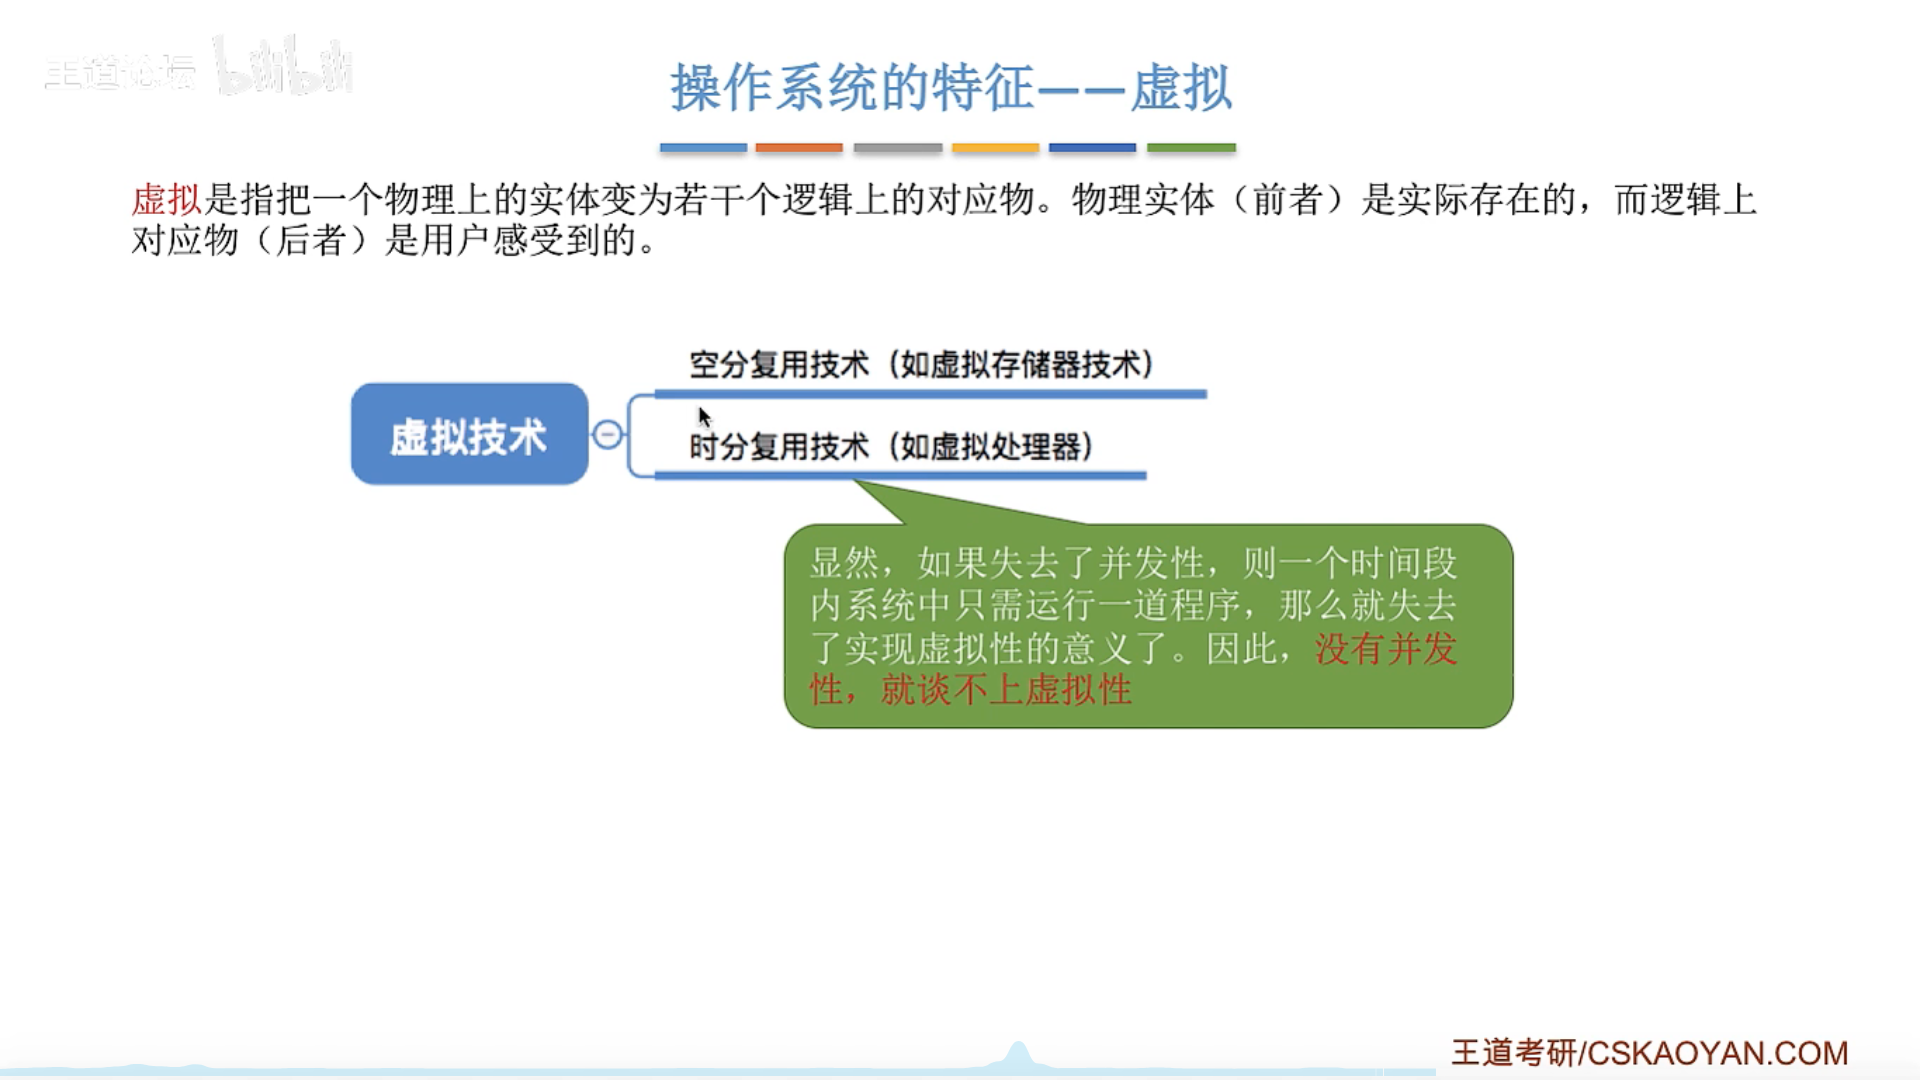 王道论坛 bilibili
操作系统的特征——虚拟
虚拟是指把一个物理上的实体变为若干个逻辑上的对应物。物理实体（前者）是实际存在的，而逻辑上
对应物（后者）是用户感受到的。
空分复用技术（如虚拟存储器技术）
虚拟技术
时分复用技术（如虚拟处理器）
显然，如果失去了并发性，则一个时间段
内系统中只需运行一道程序，那么就失去
了实现虚拟性的意义了。因此，没有并发
性，就谈不上虚拟性
王道考研/CSKAOYAN.COM